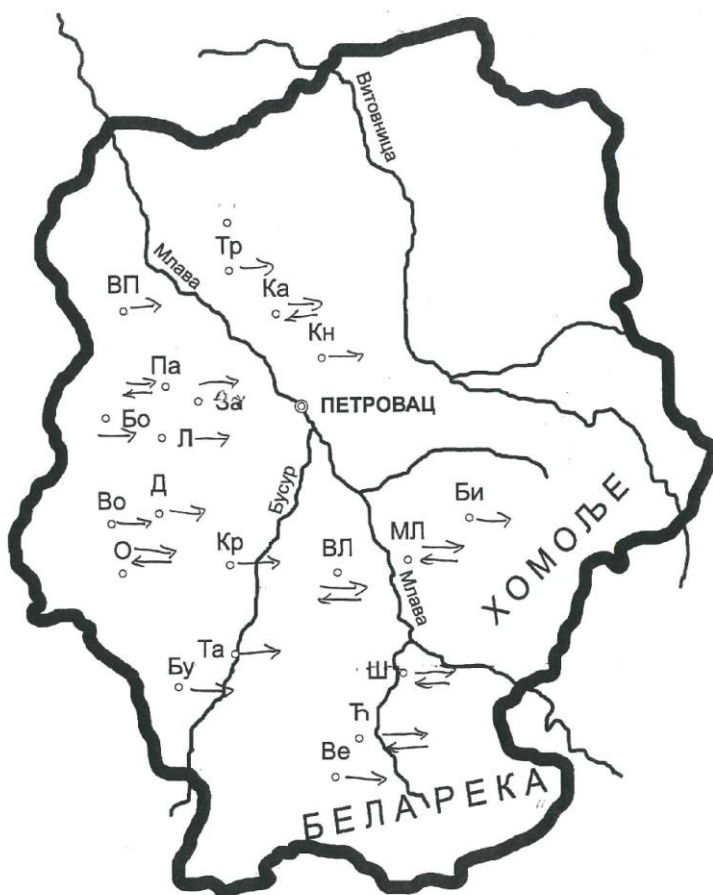 Витовница
Млава
Тр
ВП
Ка
Кн
Па
За
ПЕТРОВАЦ
Бо
Л
Бусур
Во
Д
Би
О
Кр
ВЛ
МЛ
Млава
ХОМОЉЕ
Та
Бу
Ш
Ћ
Ве
БЕЛА РЕКА